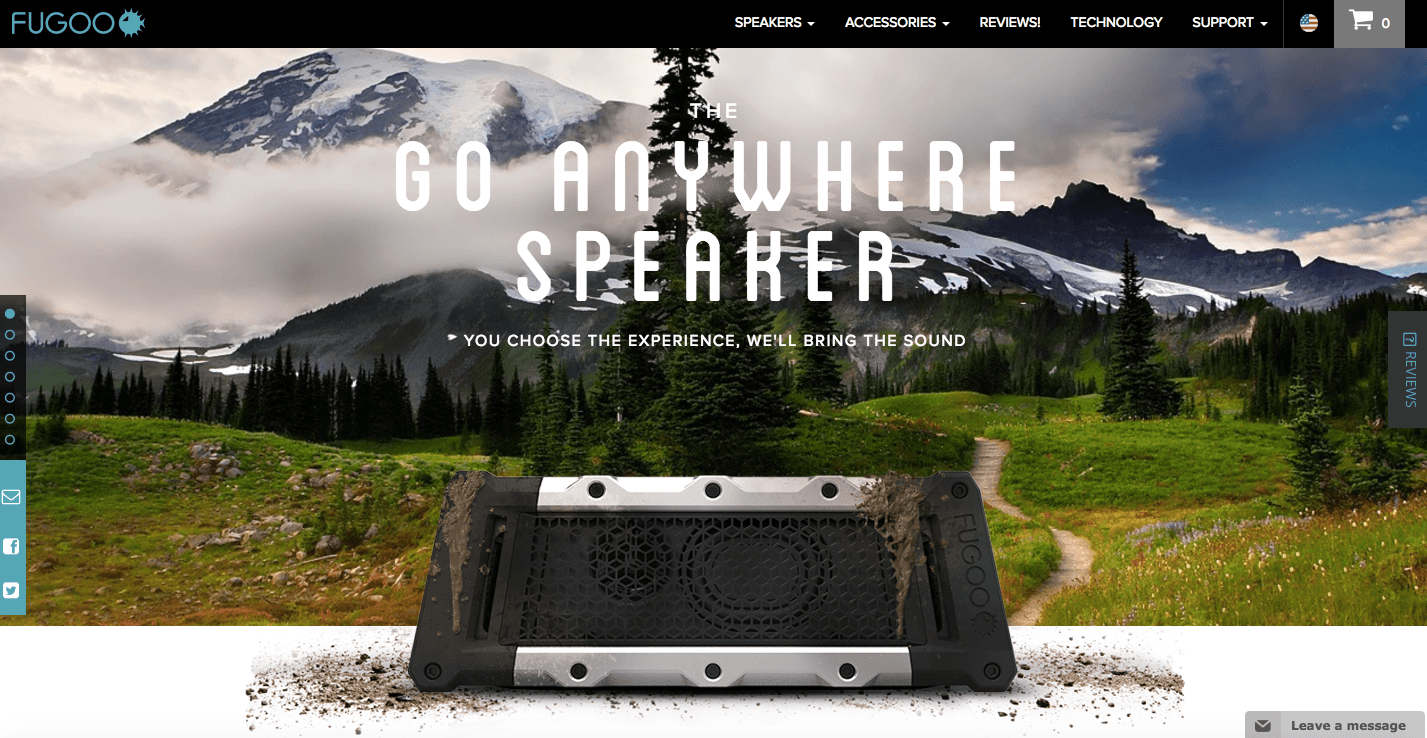 FUGOO
SPEAKERS
ACCESSORIES
REVIEWS!
TECHNOLOGY
SUPPORT
0
THE
GO ANYWHERE
SPEAKER
YOU CHOOSE THE EXPERIENCE, WE'LL BRING THE SOUND
? REVIEWS
FUGOO
Leave a message